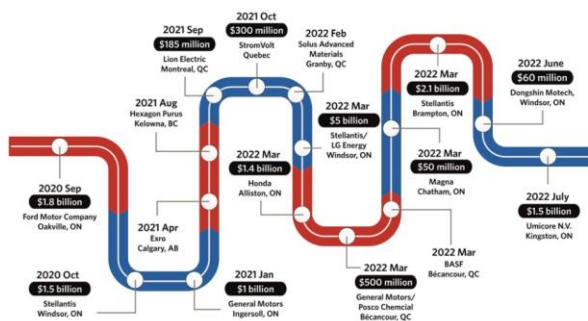 2020 Sep
$1.8 billion
Ford Motor Company
Oakville, ON
2020 Oct
$1.5 billion
Stellantis
Windsor, ON
2021 Jan
$1 billion
General Motors
Ingersoll, ON
2021 Apr
Exro
Calgary, AB
2021 Aug
Hexagon Purus
Kelowna, BC
2021 Sep
$185 million
Lion Electric
Montreal, QC
2021 Oct
$300 million
StromVolt
Quebec
2022 Feb
Solus Advanced
Materials
Granby, QC
2022 Mar
$5 billion
Stellantis/
LG Energy
Windsor, ON
2022 Mar
$1.4 billion
Honda
Alliston, ON
2022 Mar
$500 million
General Motors/
Posco Chemcial
Bécancour, QC
2022 Mar
BASF
Bécancour, QC
2022 Mar
$50 million
Magna
Chatham, ON
2022 Mar
$2.1 billion
Stellantis
Brampton, ON
2022 June
$60 million
Dongshin Motech,
Windsor, ON
2022 July
$1.5 billion
Umicore N.V.
Kingston, ON